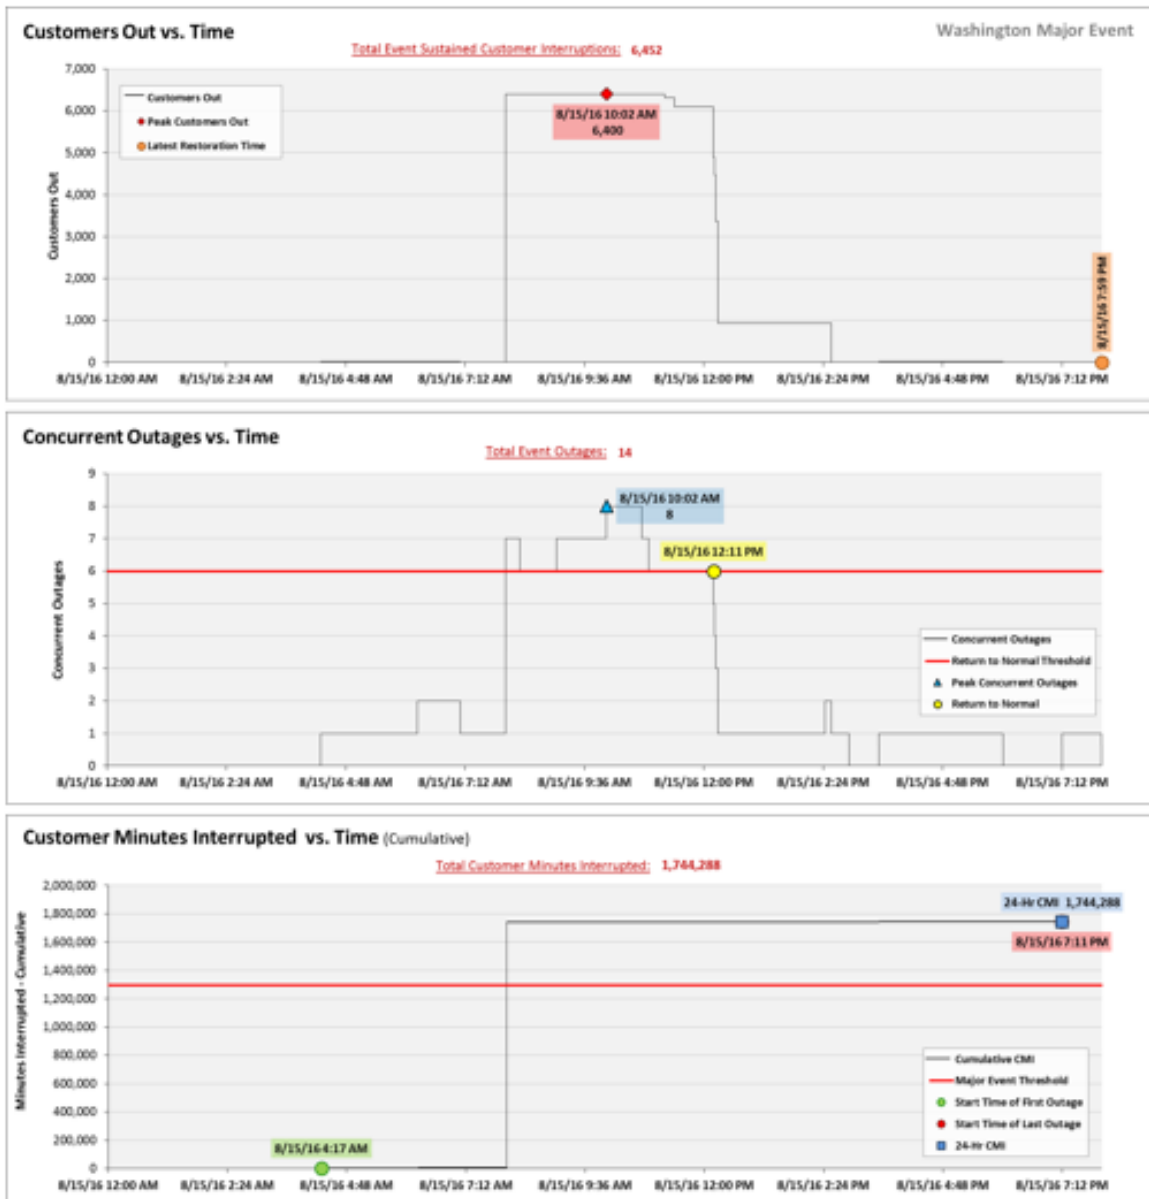 Customers Out vs. Time
Washington Major Event
Total Event Sustained Customer Interruptions: 6,452
7,000
6,000
5,000
4,000
3,000
2,000
1,000
0
Customers Out
Customers Out
Peak Customers Out
Latest Restoration Time
8/15/16 10:02 AM
6,400
8/15/16 7:59 PM
8/15/16 12:00 AM 8/15/16 2:24 AM 8/15/16 4:48 AM 8/15/16 7:12 AM 8/15/16 9:36 AM 8/15/16 12:00 PM 8/15/16 2:24 PM 8/15/16 4:48 PM 8/15/16 7:12 PM
Concurrent Outages vs. Time
Total Event Outages: 14
9
8
7
6
5
4
3
2
1
0
Concurrent Outages
8/15/16 10:02 AM
8
8/15/16 12:11 PM
Concurrent Outages
Return to Normal Threshold
Peak Concurrent Outages
Return to Normal
8/15/16 12:00 AM 8/15/16 2:24 AM 8/15/16 4:48 AM 8/15/16 7:12 AM 8/15/16 9:36 AM 8/15/16 12:00 PM 8/15/16 2:24 PM 8/15/16 4:48 PM 8/15/16 7:12 PM
Customer Minutes Interrupted vs. Time (Cumulative)
Total Customer Minutes Interrupted: 1,744,288
2,000,000
1,800,000
1,600,000
1,400,000
1,200,000
1,000,000
800,000
600,000
400,000
200,000
0
Minutes Interrupted - Cumulative
24-Hr CMI 1,744,288
8/15/16 7:11 PM
Cumulative CMI
Major Event Threshold
Start Time of First Outage
Start Time of Last Outage
24-Hr CMI
8/15/16 4:17 AM
8/15/16 12:00 AM 8/15/16 2:24 AM 8/15/16 4:48 AM 8/15/16 7:12 AM 8/15/16 9:36 AM 8/15/16 12:00 PM 8/15/16 2:24 PM 8/15/16 4:48 PM 8/15/16 7:12 PM